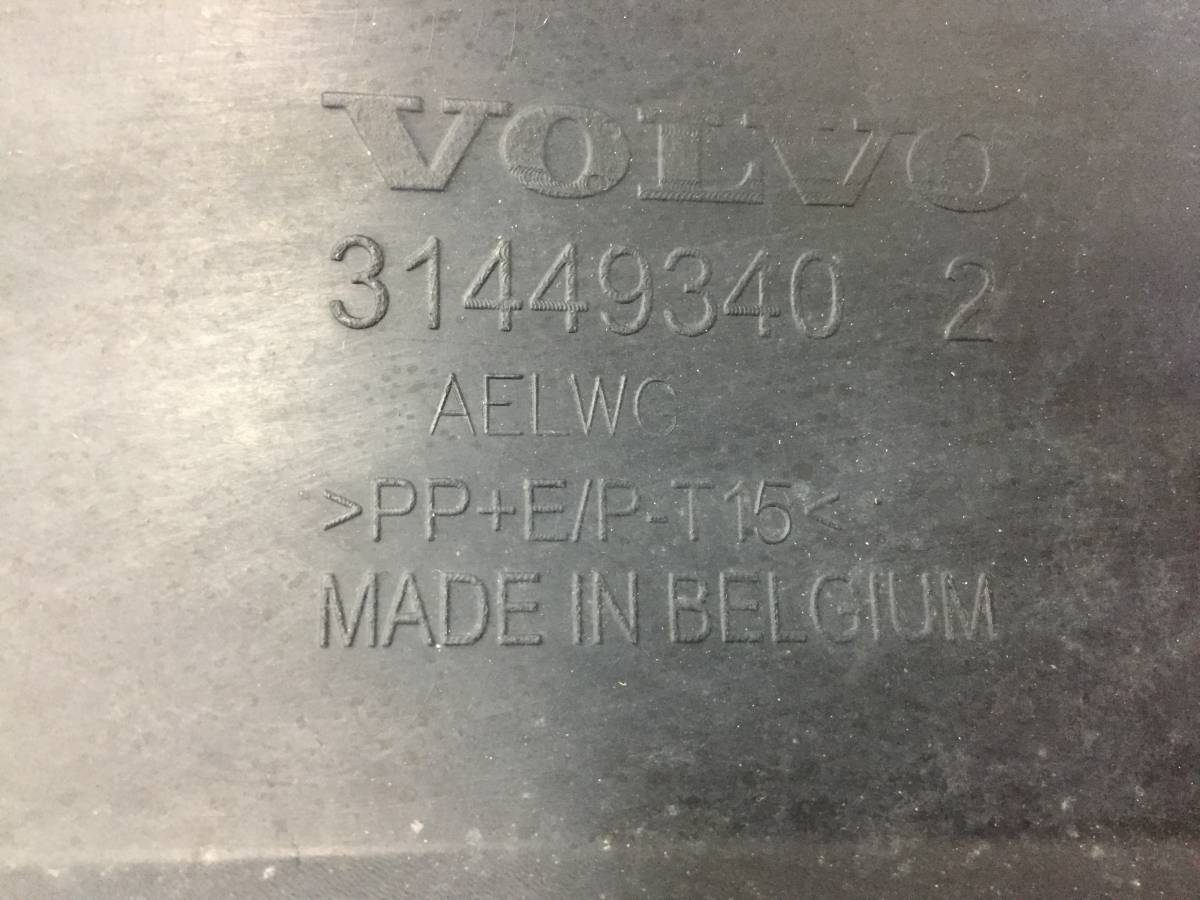 VOLVO
31449340 2
AELWG
>PP+E/P-T15<
MADE IN BELGIUM